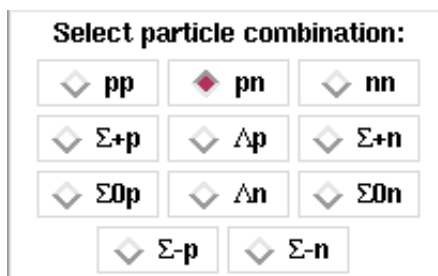 Select particle combination:
pp pn nn
Σ+p Λp Σ+n
Σ0p Λn Σ0n
Σ-p Σ-n